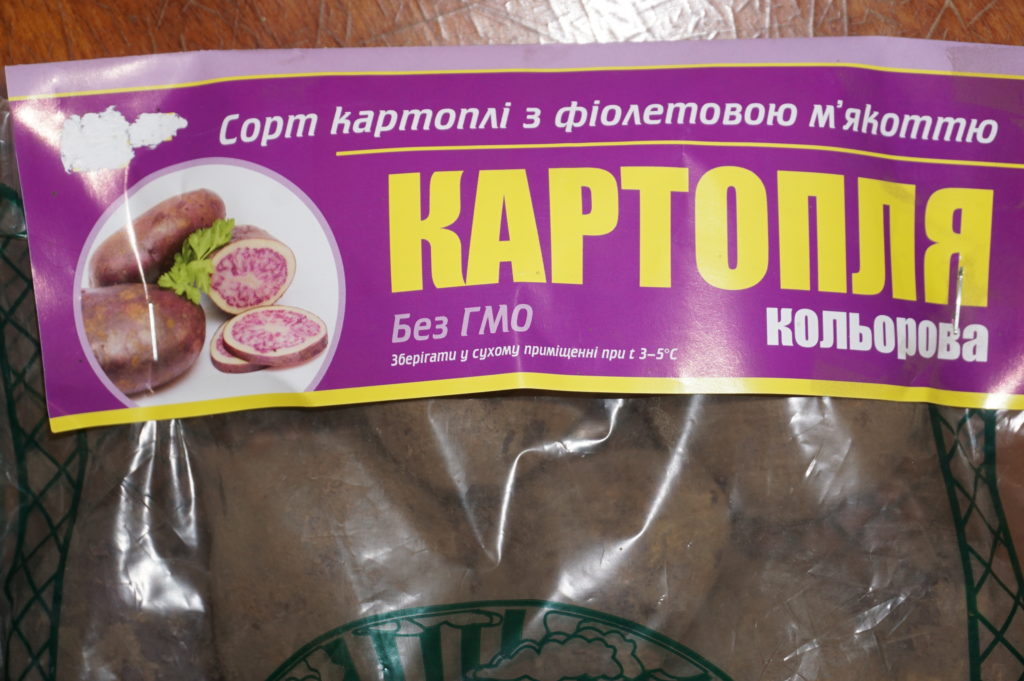 Сорт картоплі з фіолетовою м'якоттю
КАРТОПЛЯ
кольорова
Без ГМО
Зберігати у сухому приміщенні при t 3–5°С